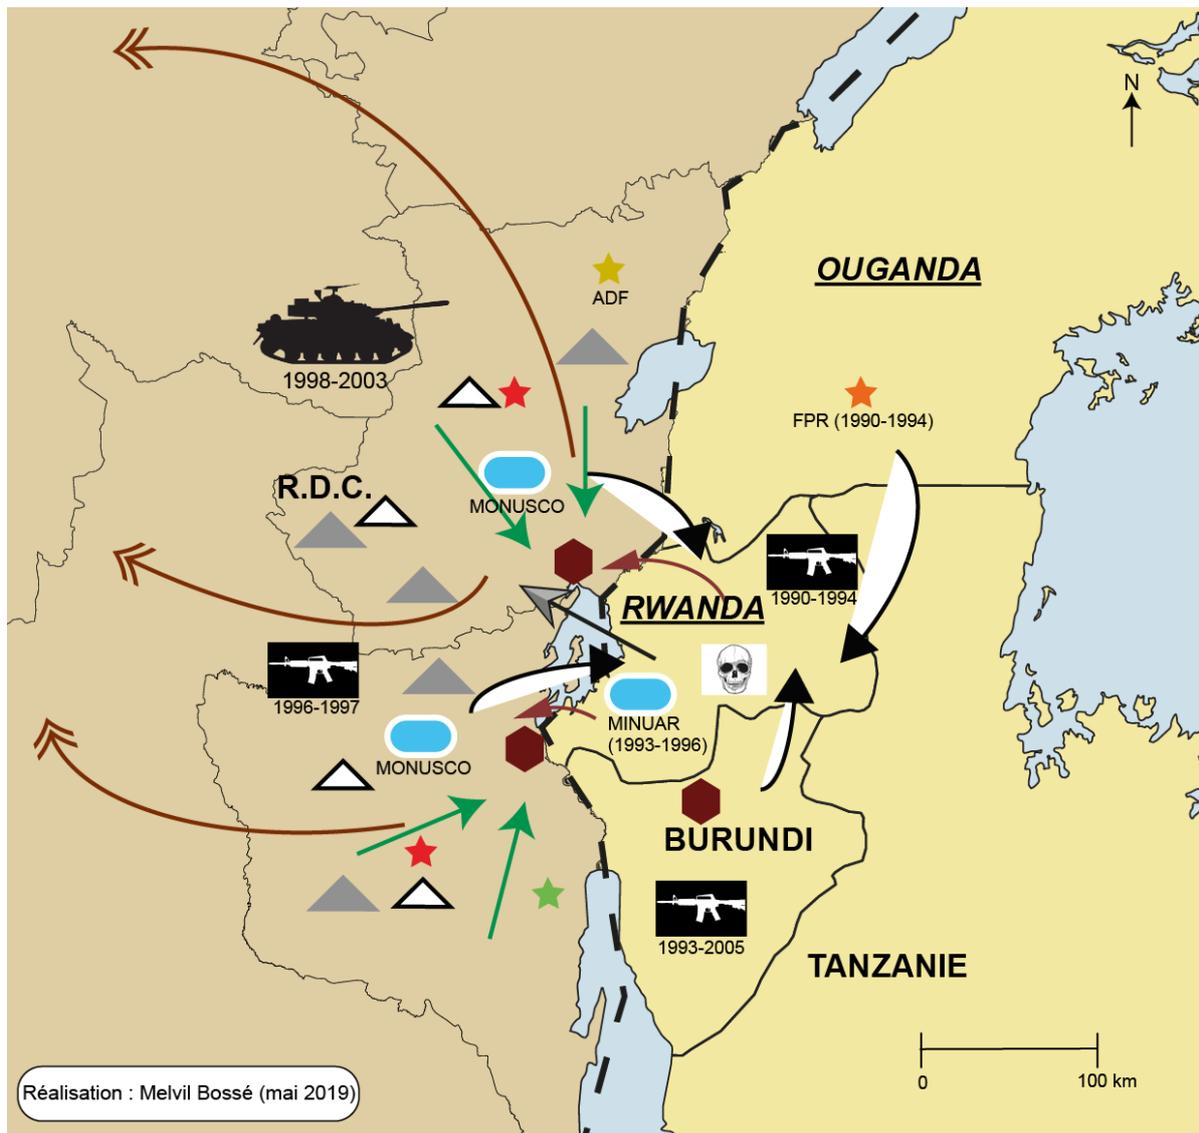 N
OUGANDA
ADF
1998-2003
FPR (1990-1994)
R.D.C.
MONUSCO
1990-1994
RWANDA
1996-1997
MINUAR
(1993-1996)
MONUSCO
BURUNDI
1993-2005
TANZANIE
0
100 km
Réalisation : Melvil Bossé (mai 2019)